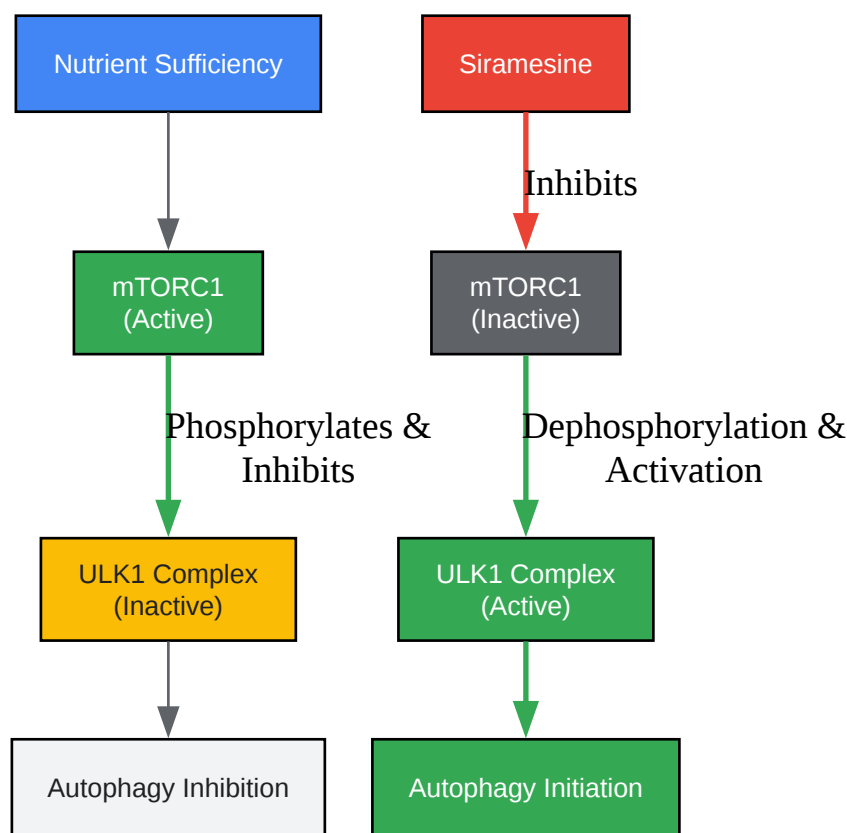 Nutrient Sufficiency
Siramesine
Inhibits
mTORC1
(Active)
mTORC1
(Inactive)
Phosphorylates &
Inhibits
Dephosphorylation &
Activation
ULK1 Complex
(Inactive)
ULK1 Complex
(Active)
Autophagy Inhibition
Autophagy Initiation